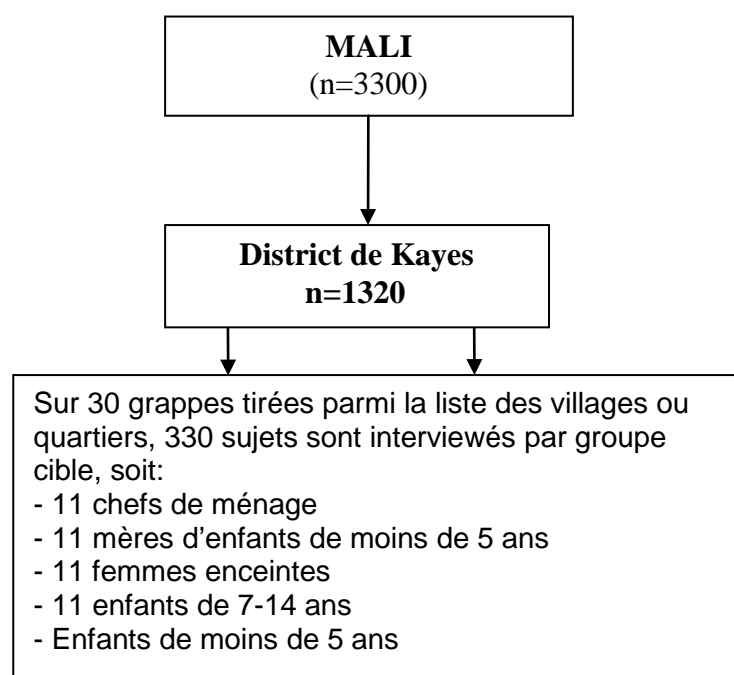 MALI
(n=3300)
District de Kayes
n=1320
Sur 30 grappes tirées parmi la liste des villages ou
quartiers, 330 sujets sont interviewés par groupe
cible, soit:
- 11 chefs de ménage
- 11 mères d’enfants de moins de 5 ans
- 11 femmes enceintes
- 11 enfants de 7-14 ans
- Enfants de moins de 5 ans